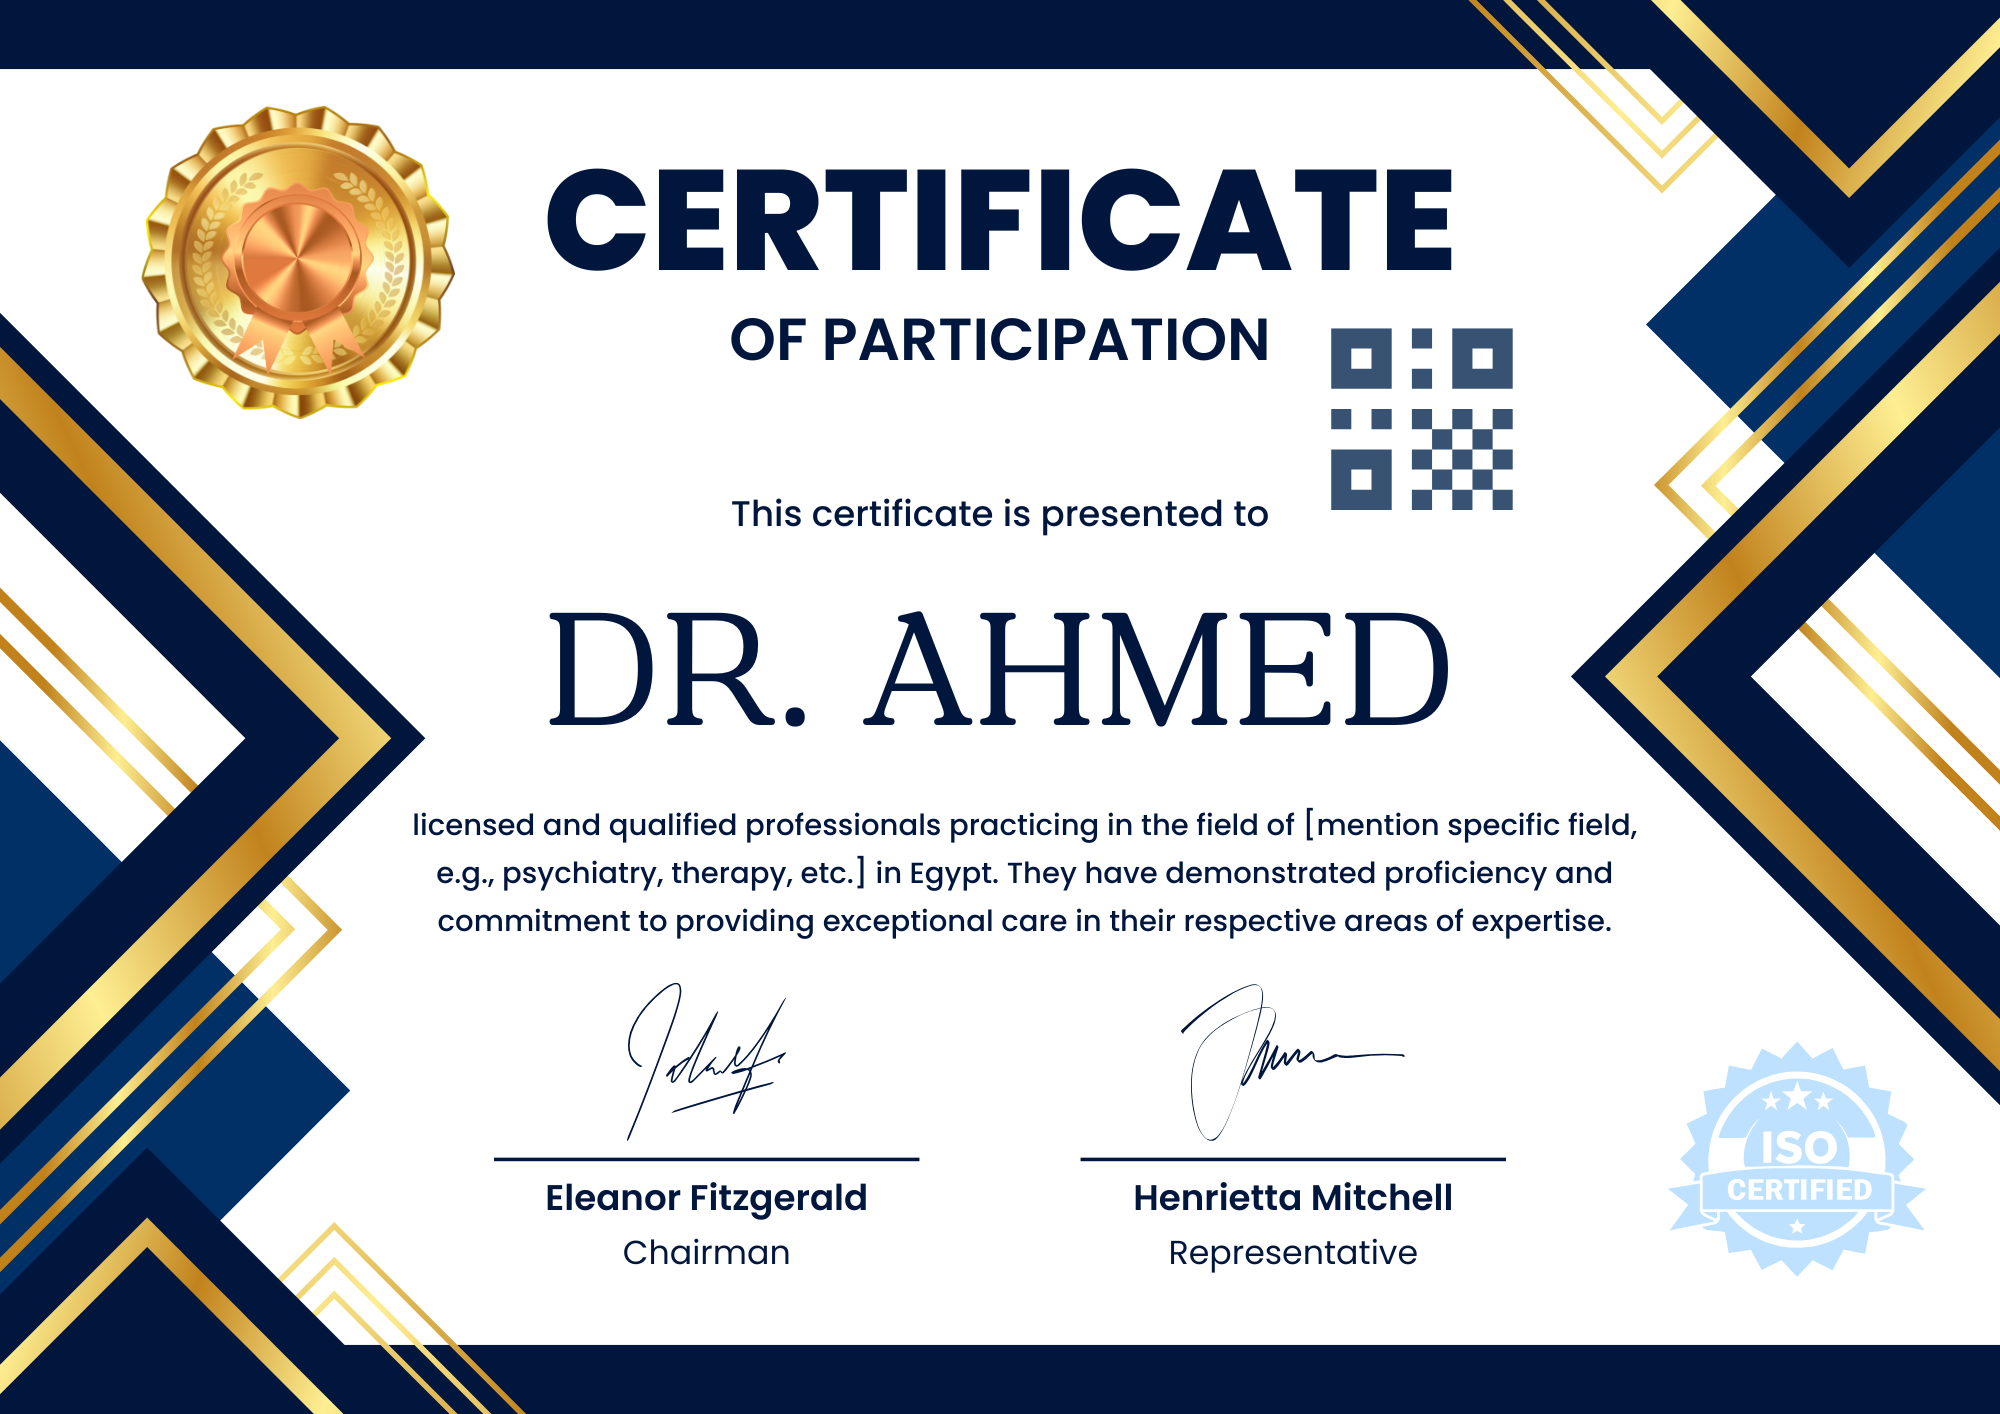 CERTIFICATE
OF PARTICIPATION
This certificate is presented to
DR. AHMED
licensed and qualified professionals practicing in the field of [mention specific field,
e.g., psychiatry, therapy, etc.] in Egypt. They have demonstrated proficiency and
commitment to providing exceptional care in their respective areas of expertise.
Eleanor Fitzgerald
Chairman
Henrietta Mitchell
Representative
ISO
CERTIFIED